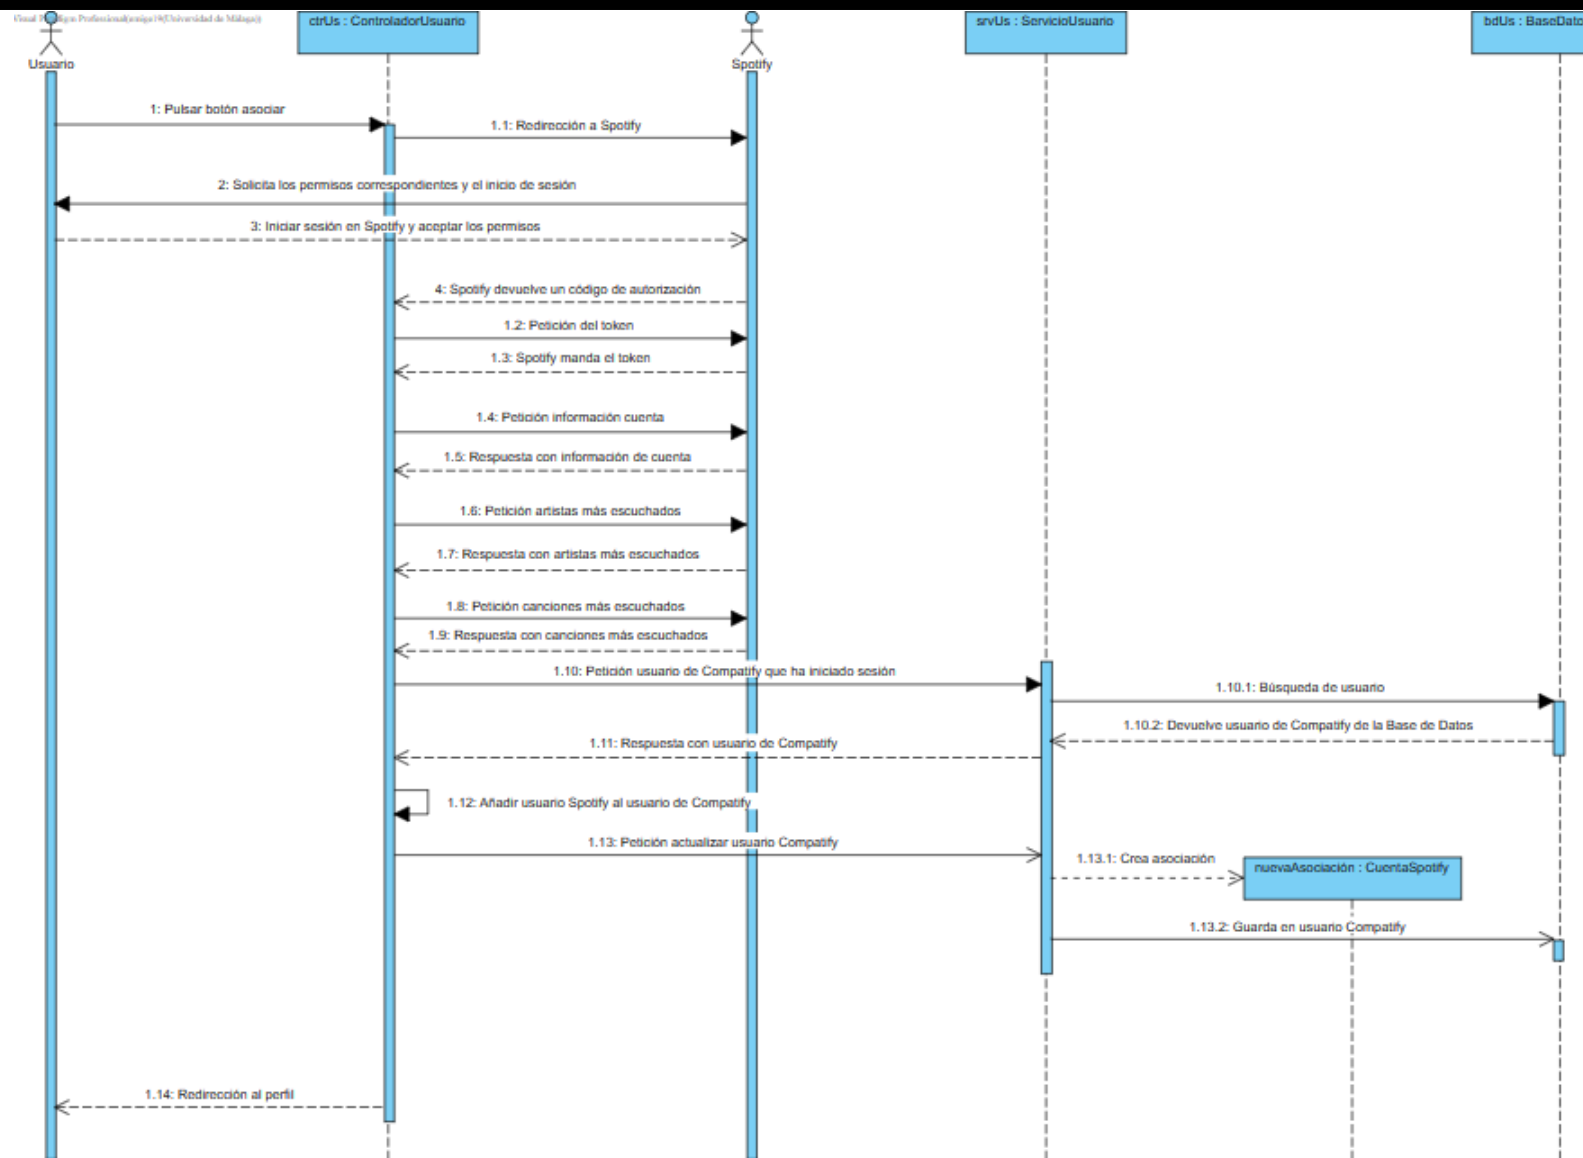 Visual Paradigm Professional(emiga19(Universidad de Málaga))
ctrUs : ControladorUsuario
srvUs : ServicioUsuario
bdUs : BaseDato
Usuario
Spotify
1: Pulsar botón asociar
1.1: Redirección a Spotify
2: Solicita los permisos correspondientes y el inicio de sesión
3: Iniciar sesión en Spotify y aceptar los permisos
4: Spotify devuelve un código de autorización
1.2: Petición del token
1.3: Spotify manda el token
1.4: Petición información cuenta
1.5: Respuesta con información de cuenta
1.6: Petición artistas más escuchados
1.7: Respuesta con artistas más escuchados
1.8: Petición canciones más escuchados
1.9: Respuesta con canciones más escuchados
1.10: Petición usuario de Compatify que ha iniciado sesión
1.10.1: Búsqueda de usuario
1.10.2: Devuelve usuario de Compatify de la Base de Datos
1.11: Respuesta con usuario de Compatify
1.12: Añadir usuario Spotify al usuario de Compatify
1.13: Petición actualizar usuario Compatify
1.13.1: Crea asociación
nuevaAsociación : CuentaSpotify
1.13.2: Guarda en usuario Compatify
1.14: Redirección al perfil